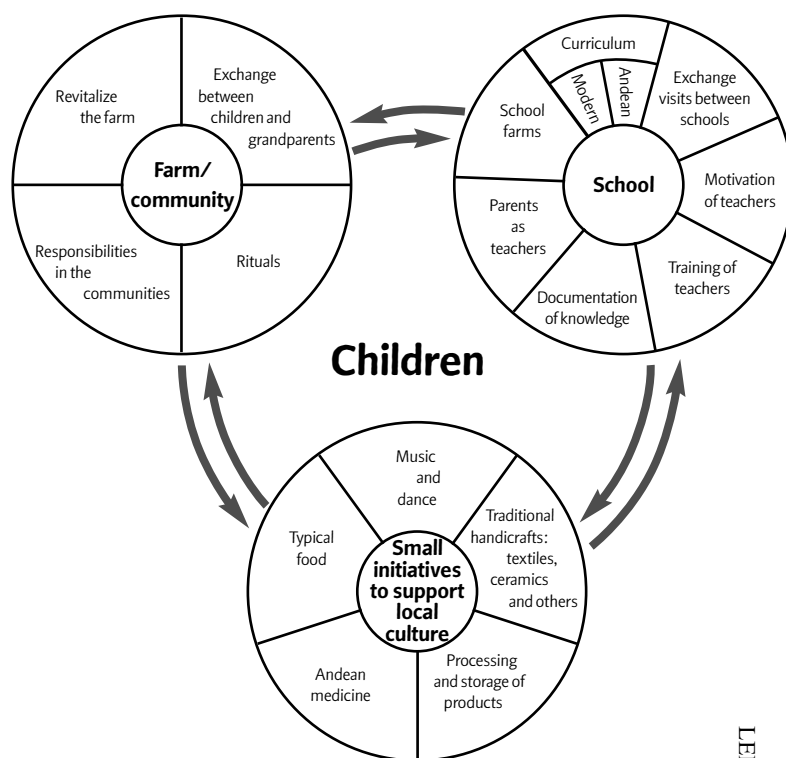 Revitalize
the farm
Exchange
between
children and
grandparents
Farm/
community
Responsibilities
in the
communities
Rituals
Curriculum
Modern
Andean
School
farms
Exchange
visits between
schools
School
Motivation
of teachers
Parents
as
teachers
Training of
teachers
Documentation
of knowledge
Children
Music
and
dance
Typical
food
Traditional
handicrafts:
textiles,
ceramics
and others
Small
initiatives
to support
local
culture
Andean
medicine
Processing
and storage of
products